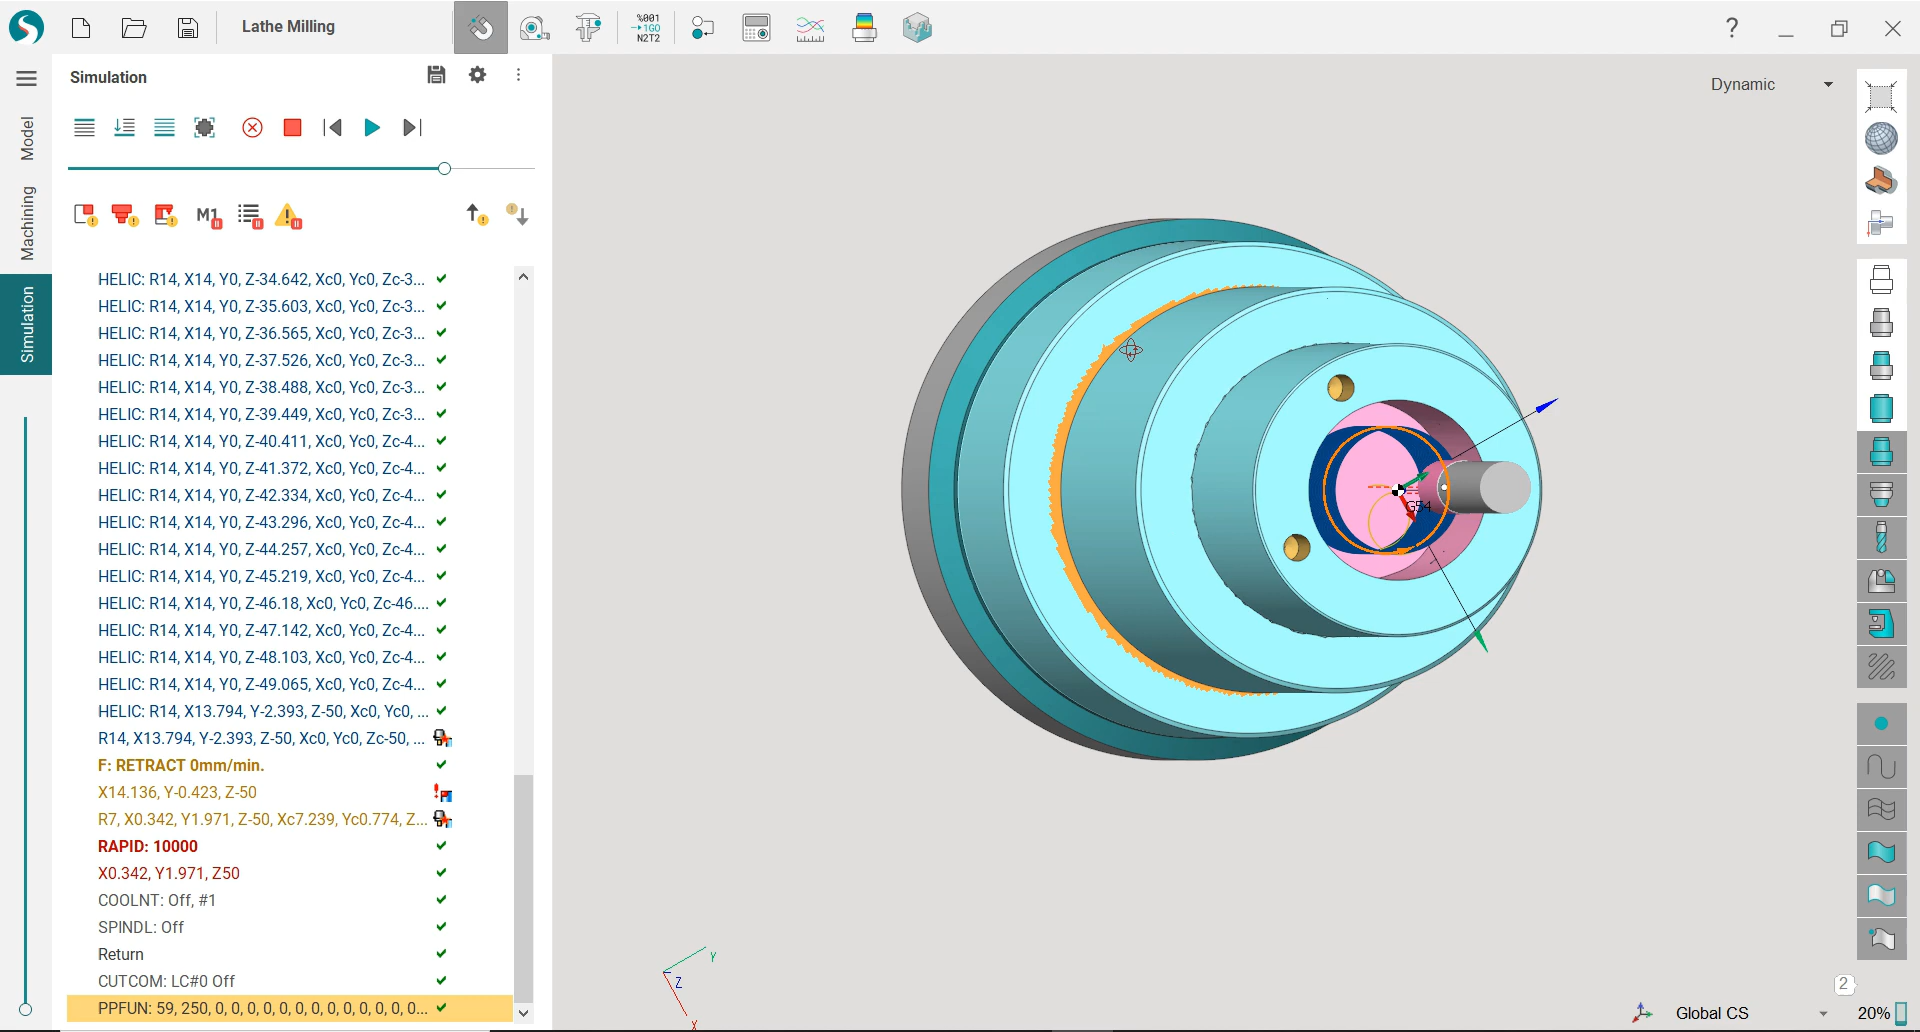 Lathe Milling
%001
→1G0
N2T2
?
Simulation
Model
Machining
Simulation
M1
HELIC: R14, X14, Y0, Z-34.642, Xc0, Yc0, Zc-3...
HELIC: R14, X14, Y0, Z-35.603, Xc0, Yc0, Zc-3...
HELIC: R14, X14, Y0, Z-36.565, Xc0, Yc0, Zc-3...
HELIC: R14, X14, Y0, Z-37.526, Xc0, Yc0, Zc-3...
HELIC: R14, X14, Y0, Z-38.488, Xc0, Yc0, Zc-3...
HELIC: R14, X14, Y0, Z-39.449, Xc0, Yc0, Zc-3...
HELIC: R14, X14, Y0, Z-40.411, Xc0, Yc0, Zc-4...
HELIC: R14, X14, Y0, Z-41.372, Xc0, Yc0, Zc-4...
HELIC: R14, X14, Y0, Z-42.334, Xc0, Yc0, Zc-4...
HELIC: R14, X14, Y0, Z-43.296, Xc0, Yc0, Zc-4...
HELIC: R14, X14, Y0, Z-44.257, Xc0, Yc0, Zc-4...
HELIC: R14, X14, Y0, Z-45.219, Xc0, Yc0, Zc-4...
HELIC: R14, X14, Y0, Z-46.18, Xc0, Yc0, Zc-46....
HELIC: R14, X14, Y0, Z-47.142, Xc0, Yc0, Zc-4...
HELIC: R14, X14, Y0, Z-48.103, Xc0, Yc0, Zc-4...
HELIC: R14, X14, Y0, Z-49.065, Xc0, Yc0, Zc-4...
HELIC: R14, X13.794, Y-2.393, Z-50, Xc0, Yc0, ...
R14, X13.794, Y-2.393, Z-50, Xc0, Yc0, Zc-50, ...
F: RETRACT 0mm/min.
X14.136, Y-0.423, Z-50
R7, X0.342, Y1.971, Z-50, Xc7.239, Yc0.774, Z...
RAPID: 10000
X0.342, Y1.971, Z50
COOLNT: Off, #1
SPINDL: Off
Return
CUTCOM: LC#0 Off
PPFUN: 59, 250, 0, 0, 0, 0, 0, 0, 0, 0, 0, 0, 0, 0...
Dynamic
G54
Y
Z
X
2
Global CS
20%